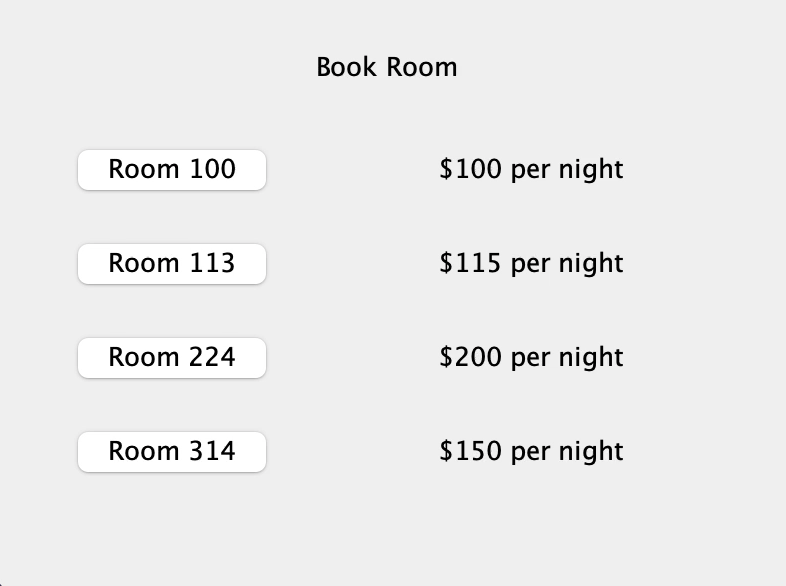 Book Room
Room 100 $100 per night
Room 113 $115 per night
Room 224 $200 per night
Room 314 $150 per night